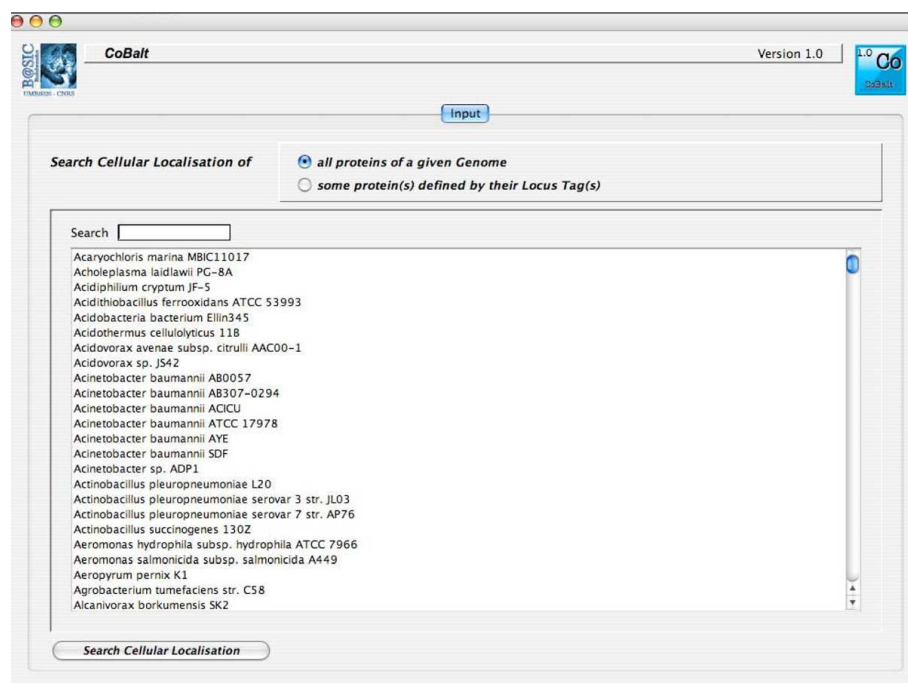 CoBalt
Version 1.0
B@SIC
UMR8026 - CNRS
1.0
Co
CoBalt
Input
Search Cellular Localisation of
all proteins of a given Genome
some protein(s) defined by their Locus Tag(s)
Search
Acaryochloris marina MBIC11017
Acholeplasma laidlawii PG-8A
Acidiphilium cryptum JF-5
Acidithiobacillus ferrooxidans ATCC 53993
Acidobacteria bacterium Ellin345
Acidothermus cellulolyticus 11B
Acidovorax avenae subsp. citrulli AAC00-1
Acidovorax sp. JS42
Acinetobacter baumannii AB0057
Acinetobacter baumannii AB307-0294
Acinetobacter baumannii ACICU
Acinetobacter baumannii ATCC 17978
Acinetobacter baumannii AYE
Acinetobacter baumannii SDF
Acinetobacter sp. ADP1
Actinobacillus pleuropneumoniae L20
Actinobacillus pleuropneumoniae serovar 3 str. JL03
Actinobacillus pleuropneumoniae serovar 7 str. AP76
Actinobacillus succinogenes 130Z
Aeromonas hydrophila subsp. hydrophila ATCC 7966
Aeromonas salmonicida subsp. salmonicida A449
Aeropyrum pernix K1
Agrobacterium tumefaciens str. C58
Alcanivorax borkumensis SK2
Search Cellular Localisation